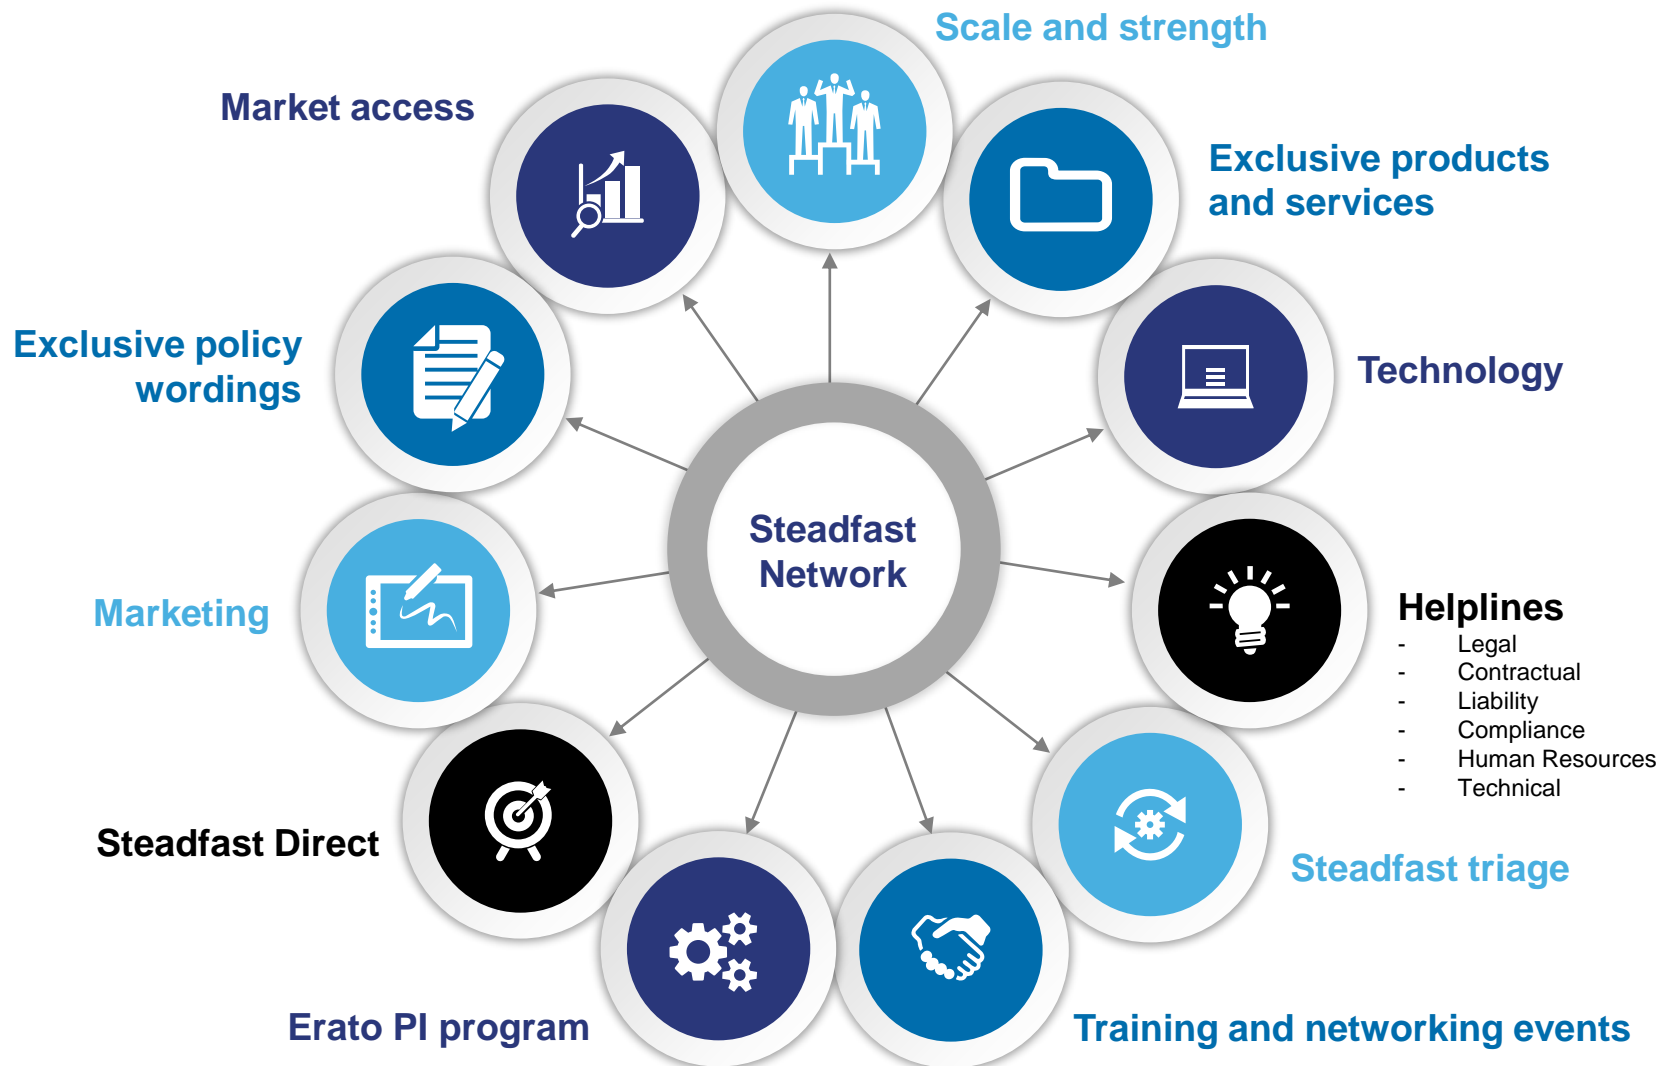 Scale and strength
Market access
Exclusive products
and services
Exclusive policy
wordings
Technology
Steadfast
Network
Marketing
Helplines
- Legal
- Contractual
- Liability
- Compliance
- Human Resources
- Technical
Steadfast Direct
Steadfast triage
Erato PI program
Training and networking events